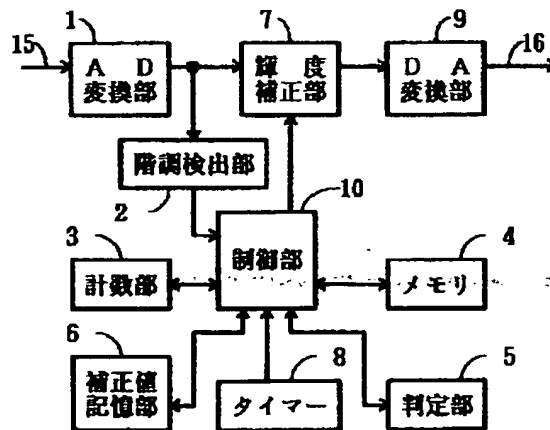 1
7
9
15
16
A D
変換部
輝 度
補正部
D A
変換部
階調検出部
2
10
3
制御部
4
計数部
メモリ
6
8
5
補正値
記憶部
タイマー
判定部